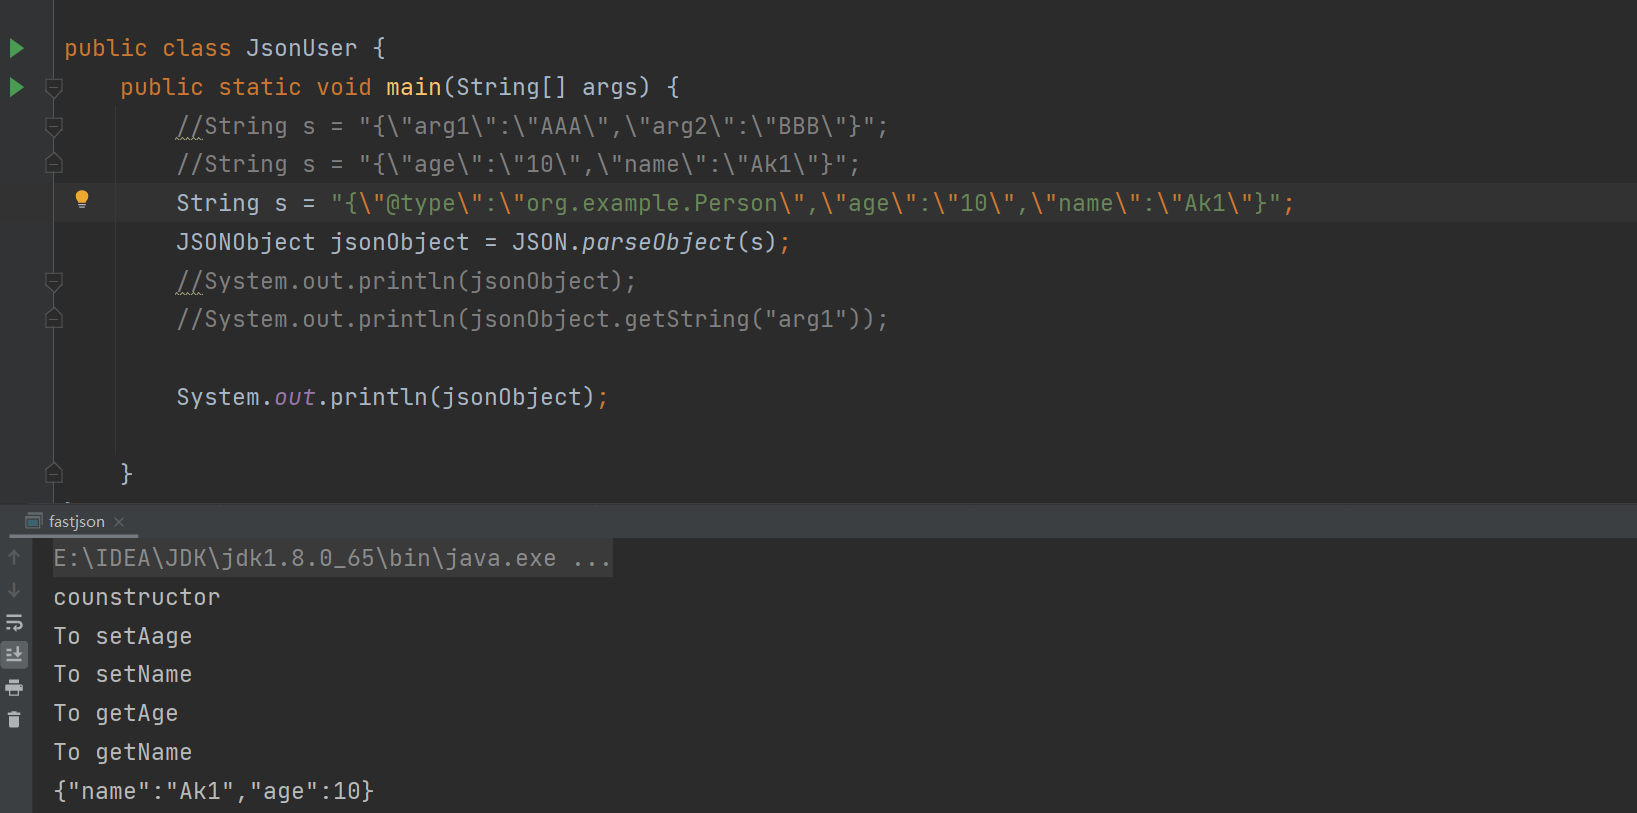 public class JsonUser {
public static void main(String[] args) {
//String s = "{\"arg1\":\"AAA\",\"arg2\":\"BBB\"}";
//String s = "{\"age\":\"10\",\"name\":\"Ak1\"}";
String s = "{\"@type\":\"org.example.Person\",\"age\":\"10\",\"name\":\"Ak1\"}";
JSONObject jsonObject = JSON.parseObject(s);
//System.out.println(jsonObject);
//System.out.println(jsonObject.getString("arg1"));
System.out.println(jsonObject);
}
fastjson
E:\IDEA\JDK\jdk1.8.0_65\bin\java.exe ...
counstructor
To setAage
To setName
To getAge
To getName
{"name":"Ak1","age":10}